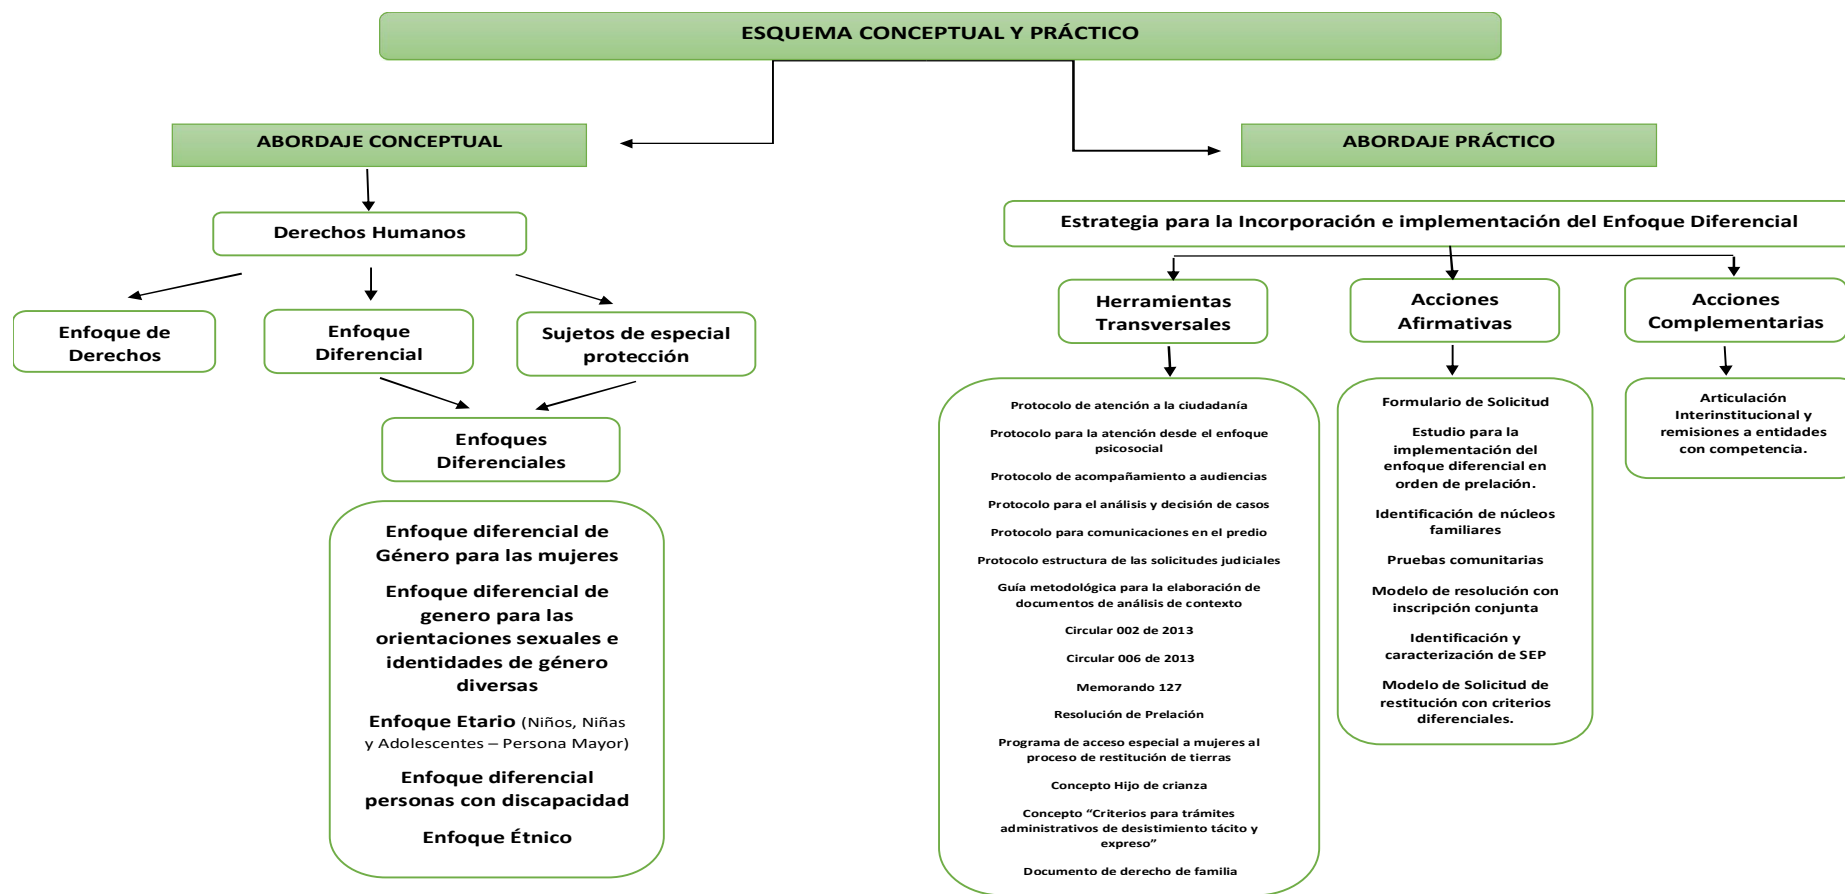 ESQUEMA CONCEPTUAL Y PRÁCTICO
ABORDAJE CONCEPTUAL
Derechos Humanos
Enfoque de
Derechos
Enfoque
Diferencial
Sujetos de especial
protección
Enfoques
Diferenciales
Enfoque diferencial de
Género para las mujeres
Enfoque diferencial de
genero para las
orientaciones sexuales e
identidades de género
diversas
Enfoque Etario (Niños, Niñas
y Adolescentes – Persona Mayor)
Enfoque diferencial
personas con discapacidad
Enfoque Étnico
ABORDAJE PRÁCTICO
Estrategia para la Incorporación e implementación del Enfoque Diferencial
Herramientas
Transversales
Protocolo de atención a la ciudadanía
Protocolo para la atención desde el enfoque
psicosocial
Protocolo de acompañamiento a audiencias
Protocolo para el análisis y decisión de casos
Protocolo para comunicaciones en el predio
Protocolo estructura de las solicitudes judiciales
Guía metodológica para la elaboración de
documentos de análisis de contexto
Circular 002 de 2013
Circular 006 de 2013
Memorando 127
Resolución de Prelación
Programa de acceso especial a mujeres al
proceso de restitución de tierras
Concepto Hijo de crianza
Concepto “Criterios para trámites
administrativos de desistimiento tácito y
expreso”
Documento de derecho de familia
Acciones
Afirmativas
Formulario de Solicitud
Estudio para la
implementación del
enfoque diferencial en
orden de prelación.
Identificación de núcleos
familiares
Pruebas comunitarias
Modelo de resolución con
inscripción conjunta
Identificación y
caracterización de SEP
Modelo de Solicitud de
restitución con criterios
diferenciales.
Acciones
Complementarias
Articulación
Interinstitucional y
remisiones a entidades
con competencia.